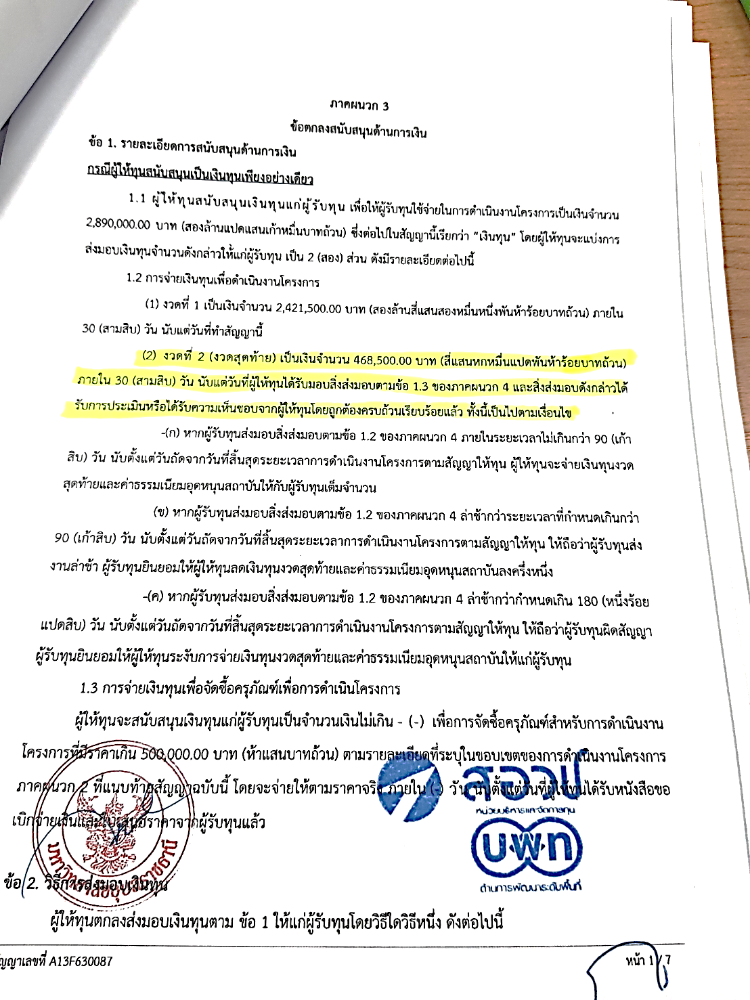 ภาคผนวก 3
ข้อตกลงสนับสนุนด้านการเงิน
ข้อ 1. รายละเอียดการสนับสนุนด้านการเงิน
กรณีผู้ให้ทุนสนับสนุนเป็นเงินทุนเพียงอย่างเดียว
1.1 ผู้ให้ทุนสนับสนุนเงินทุนแก่ผู้รับทุน เพื่อให้ผู้รับทุนใช้จ่ายในการดำเนินงานโครงการเป็นเงินจำนวน
2,890,000.00 บาท (สองล้านแปดแสนเก้าหมื่นบาทถ้วน) ซึ่งต่อไปในสัญญานี้เรียกว่า "เงินทุน" โดยผู้ให้ทุนจะแบ่งการ
ส่งมอบเงินทุนจำนวนดังกล่าวให้แก่ผู้รับทุน เป็น 2 (สอง) ส่วน ดังมีรายละเอียดต่อไปนี้
1.2 การจ่ายเงินทุนเพื่อดำเนินงานโครงการ
(1) งวดที่ 1 เป็นเงินจำนวน 2,421,500.00 บาท (สองล้านสี่แสนสองหมื่นหนึ่งพันห้าร้อยบาทถ้วน) ภายใน
30 (สามสิบ) วัน นับแต่วันที่ทำสัญญานี้
(2) งวดที่ 2 (งวดสุดท้าย) เป็นเงินจำนวน 468,500.00 บาท (สี่แสนหกหมื่นแปดพันห้าร้อยบาทถ้วน)
ภายใน 30 (สามสิบ) วัน นับแต่วันที่ผู้ให้ทุนได้รับมอบสิ่งส่งมอบตามข้อ 1.3 ของภาคผนวก 4 และสิ่งส่งมอบดังกล่าวได้
รับการประเมินหรือได้รับความเห็นชอบจากผู้ให้ทุนโดยถูกต้องครบถ้วนเรียบร้อยแล้ว ทั้งนี้เป็นไปตามเงื่อนไข
-(ก) หากผู้รับทุนส่งมอบสิ่งส่งมอบตามข้อ 1.2 ของภาคผนวก 4 ภายในระยะเวลาไม่เกินกว่า 90 (เก้า
สิบ) วัน นับตั้งแต่วันถัดจากวันที่สิ้นสุดระยะเวลาการดำเนินงานโครงการตามสัญญาให้ทุน ผู้ให้ทุนจะจ่ายเงินทุนงวด
สุดท้ายและค่าธรรมเนียมอุดหนุนสถาบันให้กับผู้รับทุนเต็มจำนวน
(ข) หากผู้รับทุนส่งมอบสิ่งส่งมอบตามข้อ 1.2 ของภาคผนวก 4 ล่าช้ากว่าระยะเวลาที่กำหนดเกินกว่า
90 (เก้าสิบ) วัน นับตั้งแต่วันถัดจากวันที่สิ้นสุดระยะเวลาการดำเนินงานโครงการตามสัญญาให้ทุน ให้ถือว่าผู้รับทุนส่ง
งานล่าช้า ผู้รับทุนยินยอมให้ผู้ให้ทุนลดเงินทุนงวดสุดท้ายและค่าธรรมเนียมอุดหนุนสถาบันลงครึ่งหนึ่ง
-(ค) หากผู้รับทุนส่งมอบสิ่งส่งมอบตามข้อ 1.2 ของภาคผนวก 4 ล่าช้ากว่ากำหนดเกิน 180 (หนึ่งร้อย
แปดสิบ) วัน นับตั้งแต่วันถัดจากวันที่สิ้นสุดระยะเวลาการดำเนินงานโครงการตามสัญญาให้ทุน ให้ถือว่าผู้รับทุนผิดสัญญา
ผู้รับทุนยินยอมให้ผู้ให้ทุนระงับการจ่ายเงินทุนงวดสุดท้ายและค่าธรรมเนียมอุดหนุนสถาบันให้แก่ผู้รับทุน
1.3 การจ่ายเงินทุนเพื่อจัดซื้อครุภัณฑ์เพื่อการดำเนินโครงการ
ผู้ให้ทุนจะสนับสนุนเงินทุนแก่ผู้รับทุนเป็นจำนวนเงินไม่เกิน - (-) เพื่อการจัดซื้อครุภัณฑ์สำหรับการดำเนินงาน
โครงการที่มีราคาเกิน 500,000.00 บาท (ห้าแสนบาทถ้วน) ตามรายละเอียดที่ระบุในขอบเขตของการดำเนินงานโครงการ
ภาคผนวก 2 ที่แนบท้ายสัญญาฉบับนี้ โดยจะจ่ายให้ตามราคาจริง ภายใน (-) วัน นับตั้งแต่วันที่ผู้ให้ทุนได้รับหนังสือขอ
เบิกจ่ายเงินและใบเสนอราคาจากผู้รับทุนแล้ว
สอวช
หน่วยบริหารและจัดการทุน
บพท
ด้านการพัฒนาระดับพื้นที่
มหาวิทยาลัยอุบลราชธานี
ข้อ 2. วิธีการส่งมอบเงินทุน
ผู้ให้ทุนตกลงส่งมอบเงินทุนตาม ข้อ 1 ให้แก่ผู้รับทุนโดยวิธีใดวิธีหนึ่ง ดังต่อไปนี้
ัญญาเลขที่ A13F630087
หน้า 1 / 7